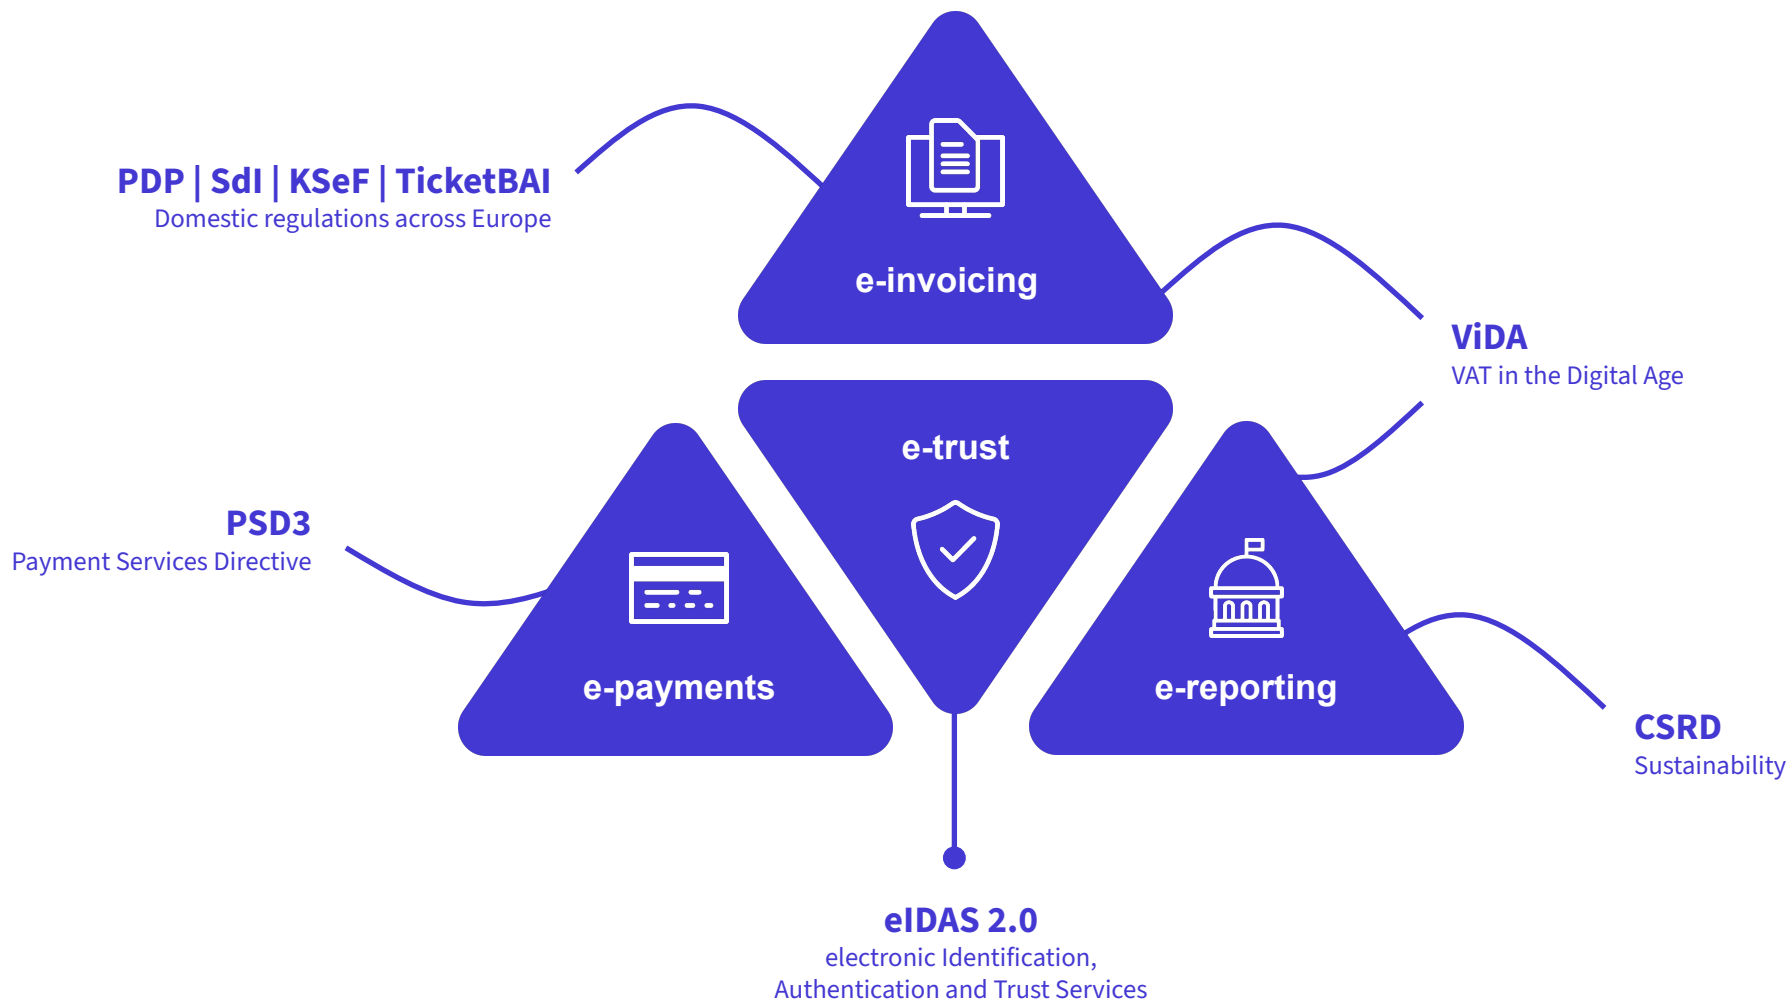 PDP | SdI | KSeF | TicketBAI
Domestic regulations across Europe
e-invoicing
ViDA
VAT in the Digital Age
e-trust
PSD3
Payment Services Directive
e-payments
e-reporting
CSRD
Sustainability
eIDAS 2.0
electronic Identification,
Authentication and Trust Services